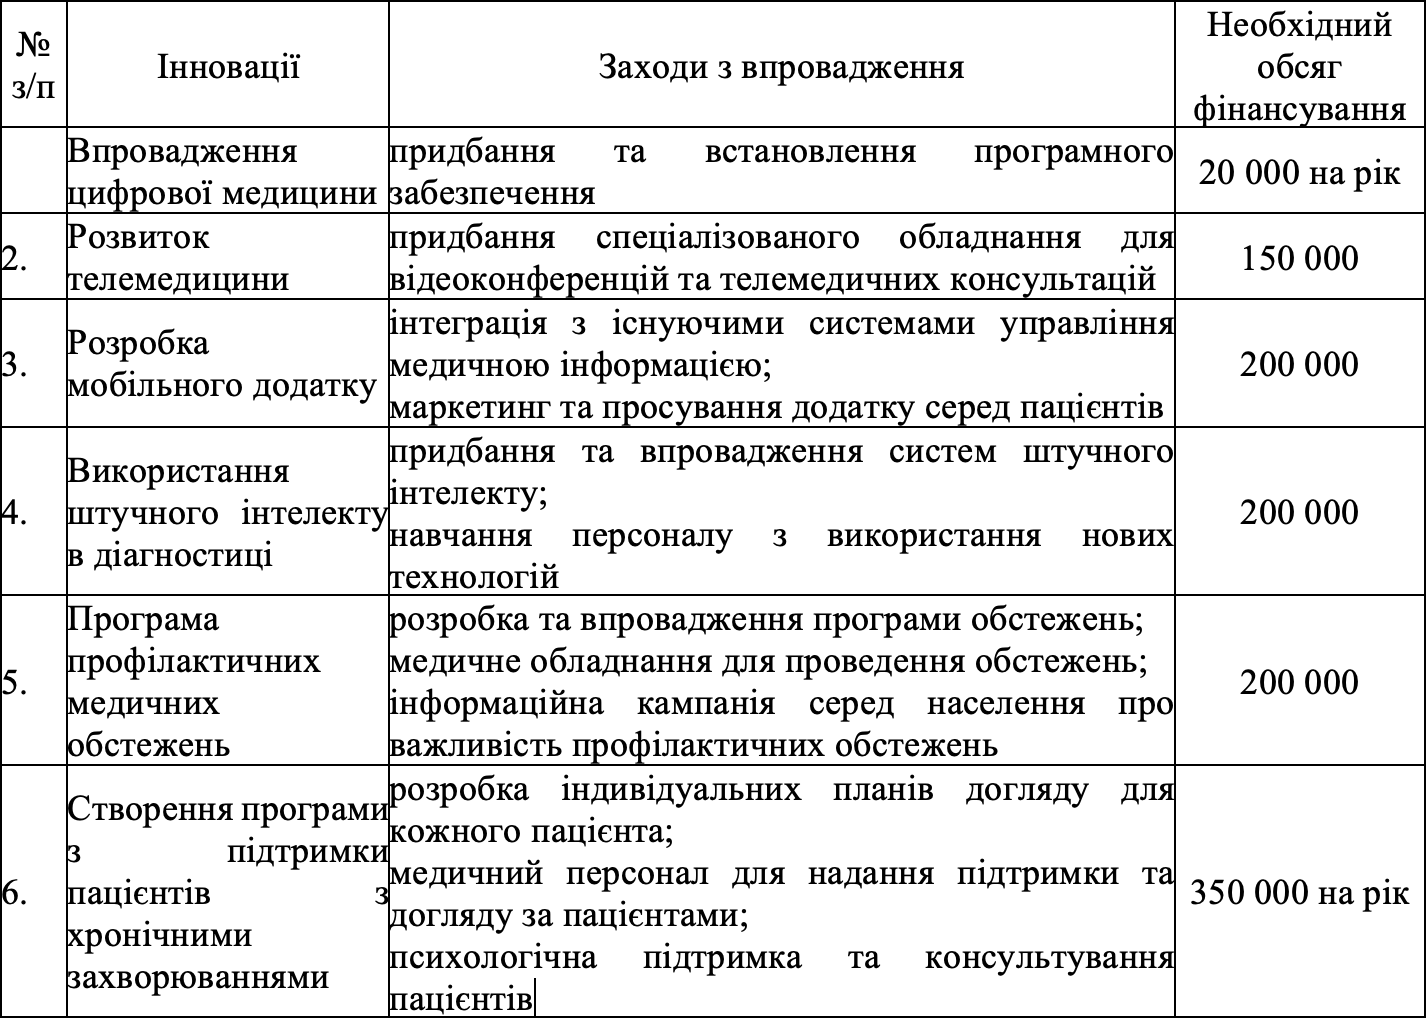 №
з/п
Інновації
Заходи з впровадження
Необхідний
обсяг
фінансування
Впровадження
цифрової медицини
придбання та встановлення програмного
забезпечення
20 000 на рік
2.
Розвиток
телемедицини
придбання спеціалізованого обладнання для
відеоконференцій та телемедичних консультацій
150 000
3.
Розробка
мобільного додатку
інтеграція з існуючими системами управління
медичною інформацією;
маркетинг та просування додатку серед пацієнтів
200 000
4.
Використання
штучного інтелекту
в діагностиці
придбання та впровадження систем штучного
інтелекту;
навчання персоналу з використання нових
технологій
200 000
5.
Програма
профілактичних
медичних
обстежень
розробка та впровадження програми обстежень;
медичне обладнання для проведення обстежень;
інформаційна кампанія серед населення про
важливість профілактичних обстежень
200 000
6.
Створення програми
з підтримки
пацієнтів з
хронічними
захворюваннями
розробка індивідуальних планів догляду для
кожного пацієнта;
медичний персонал для надання підтримки та
догляду за пацієнтами;
психологічна підтримка та консультування
пацієнтів
350 000 на рік